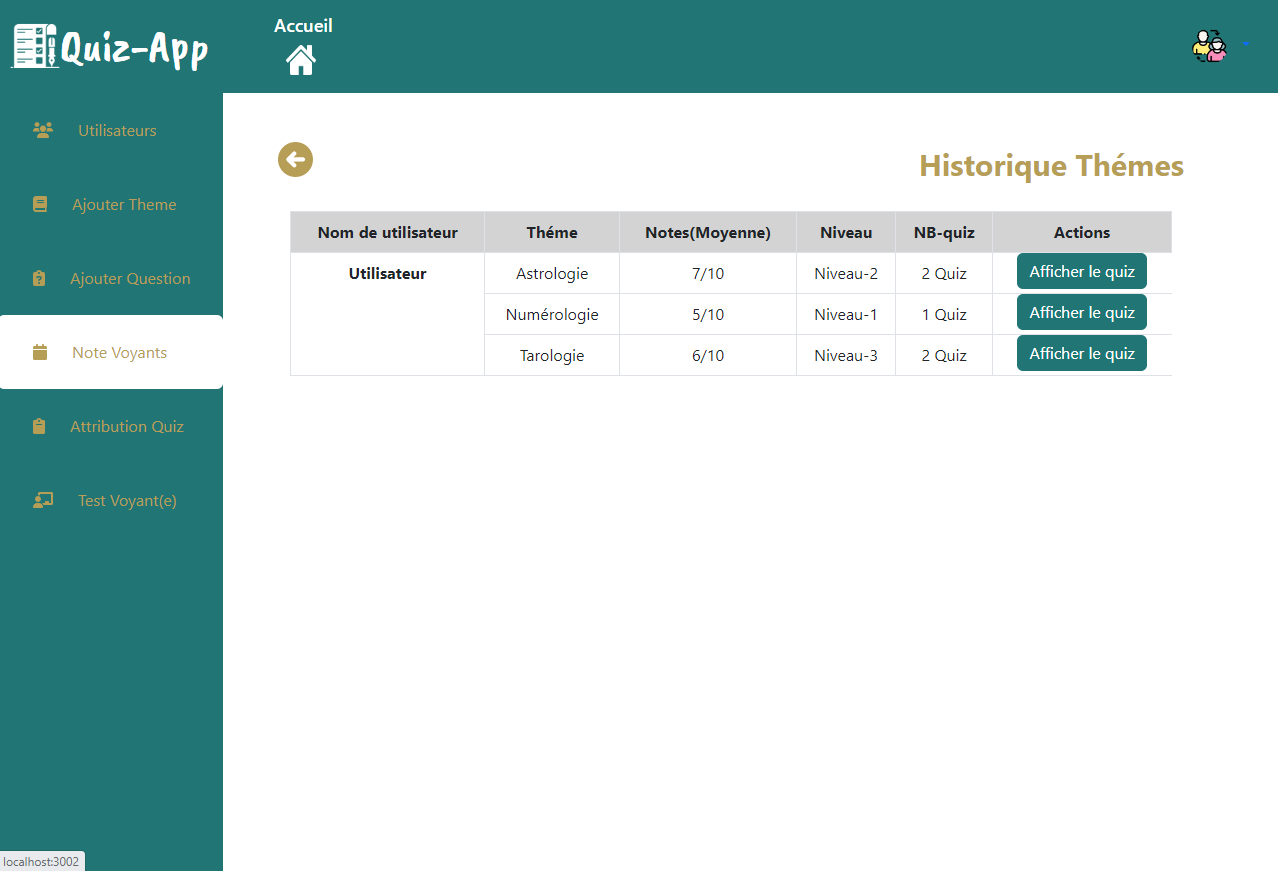 Quiz-App
Accueil
Utilisateurs
Ajouter Theme
Ajouter Question
Note Voyants
Attribution Quiz
Test Voyant(e)
Historique Thémes
Nom de utilisateur Théme Notes(Moyenne) Niveau NB-quiz Actions
Utilisateur Astrologie 7/10 Niveau-2 2 Quiz Afficher le quiz
Numérologie 5/10 Niveau-1 1 Quiz Afficher le quiz
Tarologie 6/10 Niveau-3 2 Quiz Afficher le quiz
localhost:3002